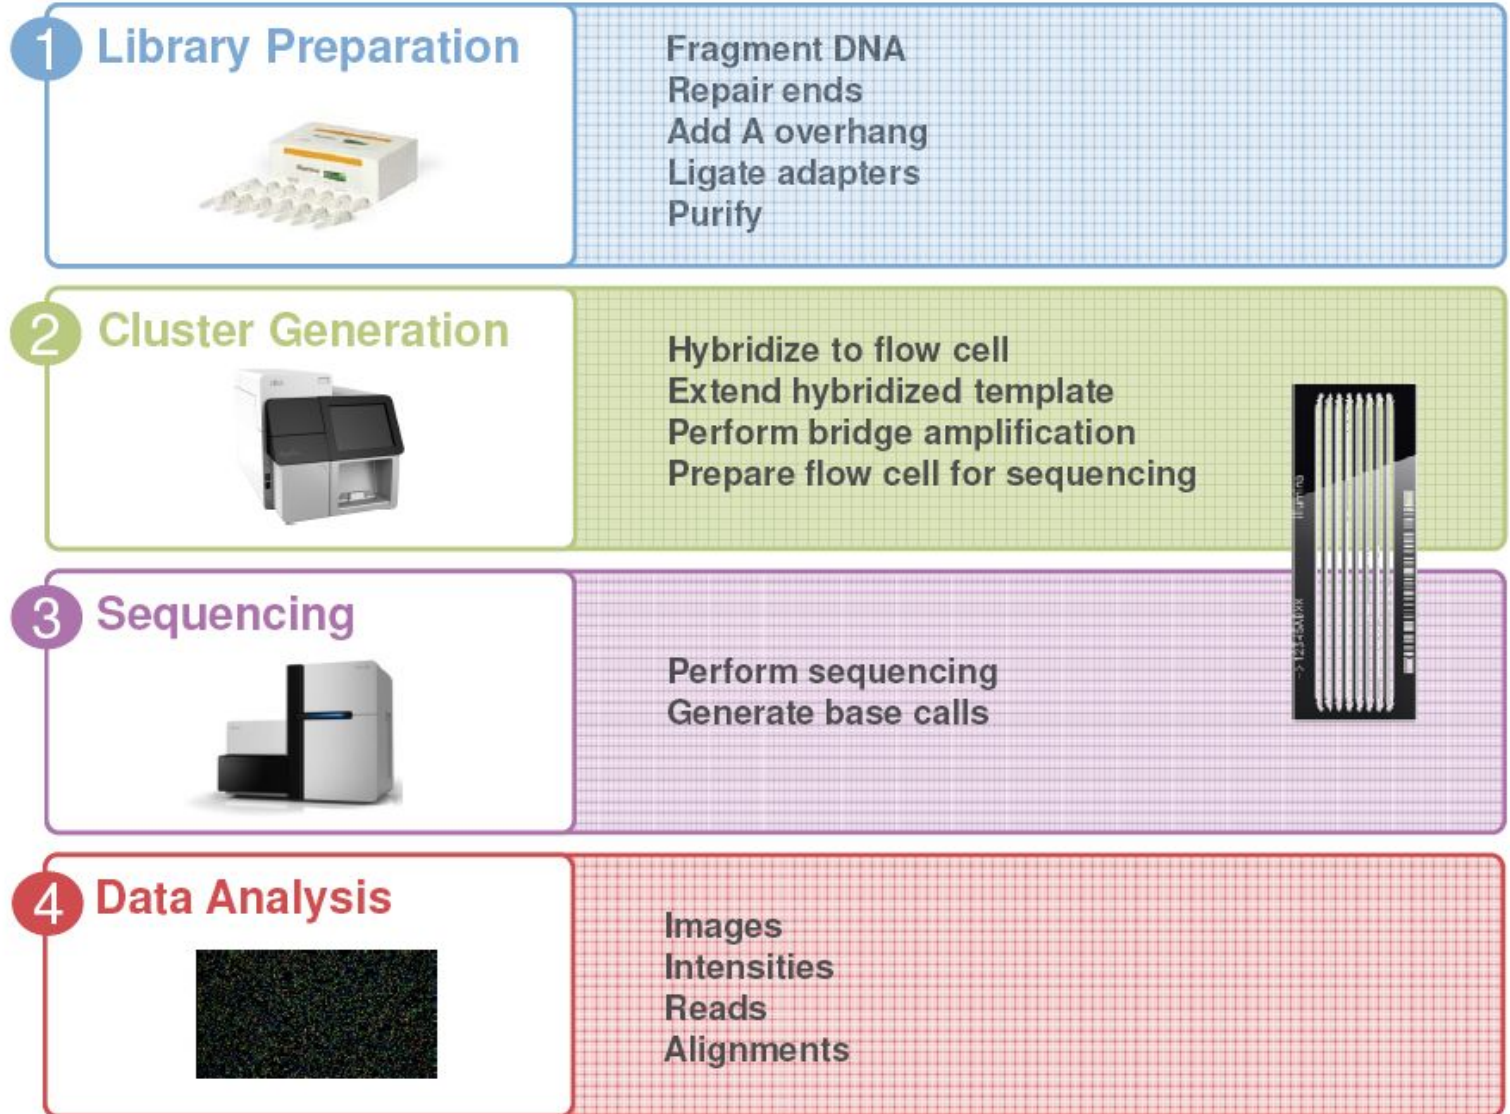 1 Library Preparation
Fragment DNA
Repair ends
Add A overhang
Ligate adapters
Purify
2 Cluster Generation
Hybridize to flow cell
Extend hybridized template
Perform bridge amplification
Prepare flow cell for sequencing
illumina
3 Sequencing
Perform sequencing
Generate base calls
4 Data Analysis
Images
Intensities
Reads
Alignments